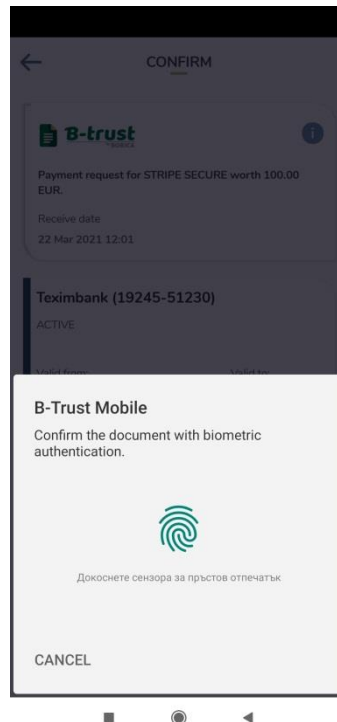 CONFIRM
B-trust
Payment request for STRIPE SECURE worth 100.00
EUR.
Receive date
22 Mar 2021 12:01
Teximbank (19245-51230)
ACTIVE
Valid from:
Valid to:
B-Trust Mobile
Confirm the document with biometric
authentication.
Докоснете сензора за пръстов отпечатък
CANCEL